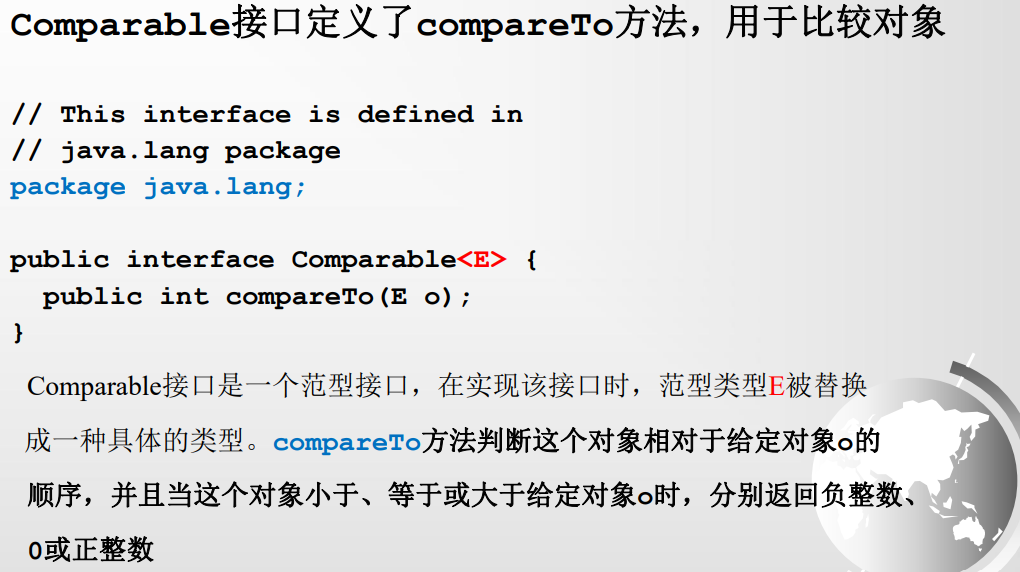 Comparable接口定义了compareTo方法，用于比较对象
// This interface is defined in
// java.lang package
package java.lang;
public interface Comparable<E> {
  public int compareTo(E o);
}
Comparable接口是一个范型接口，在实现该接口时，范型类型E被替换
成一种具体的类型。compareTo方法判断这个对象相对于给定对象o的
顺序，并且当这个对象小于、等于或大于给定对象o时，分别返回负整数、
0或正整数